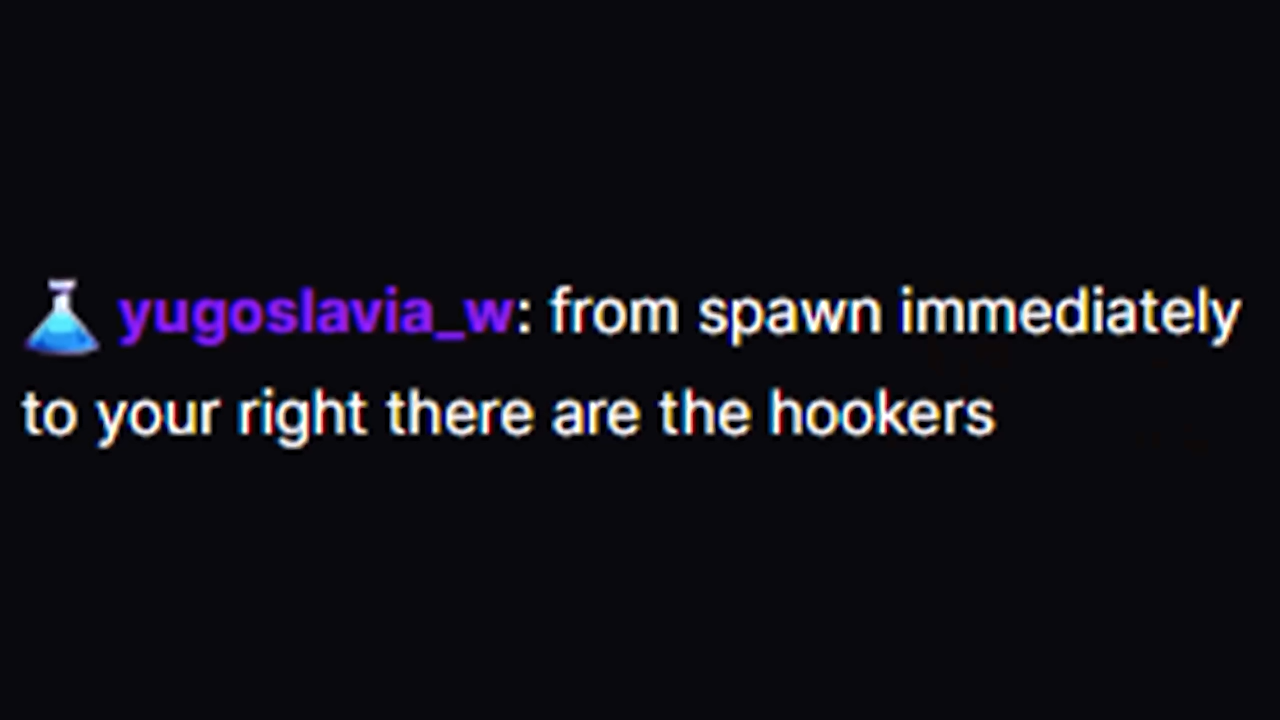 yugoslavia_w: from spawn immediately
to your right there are the hookers